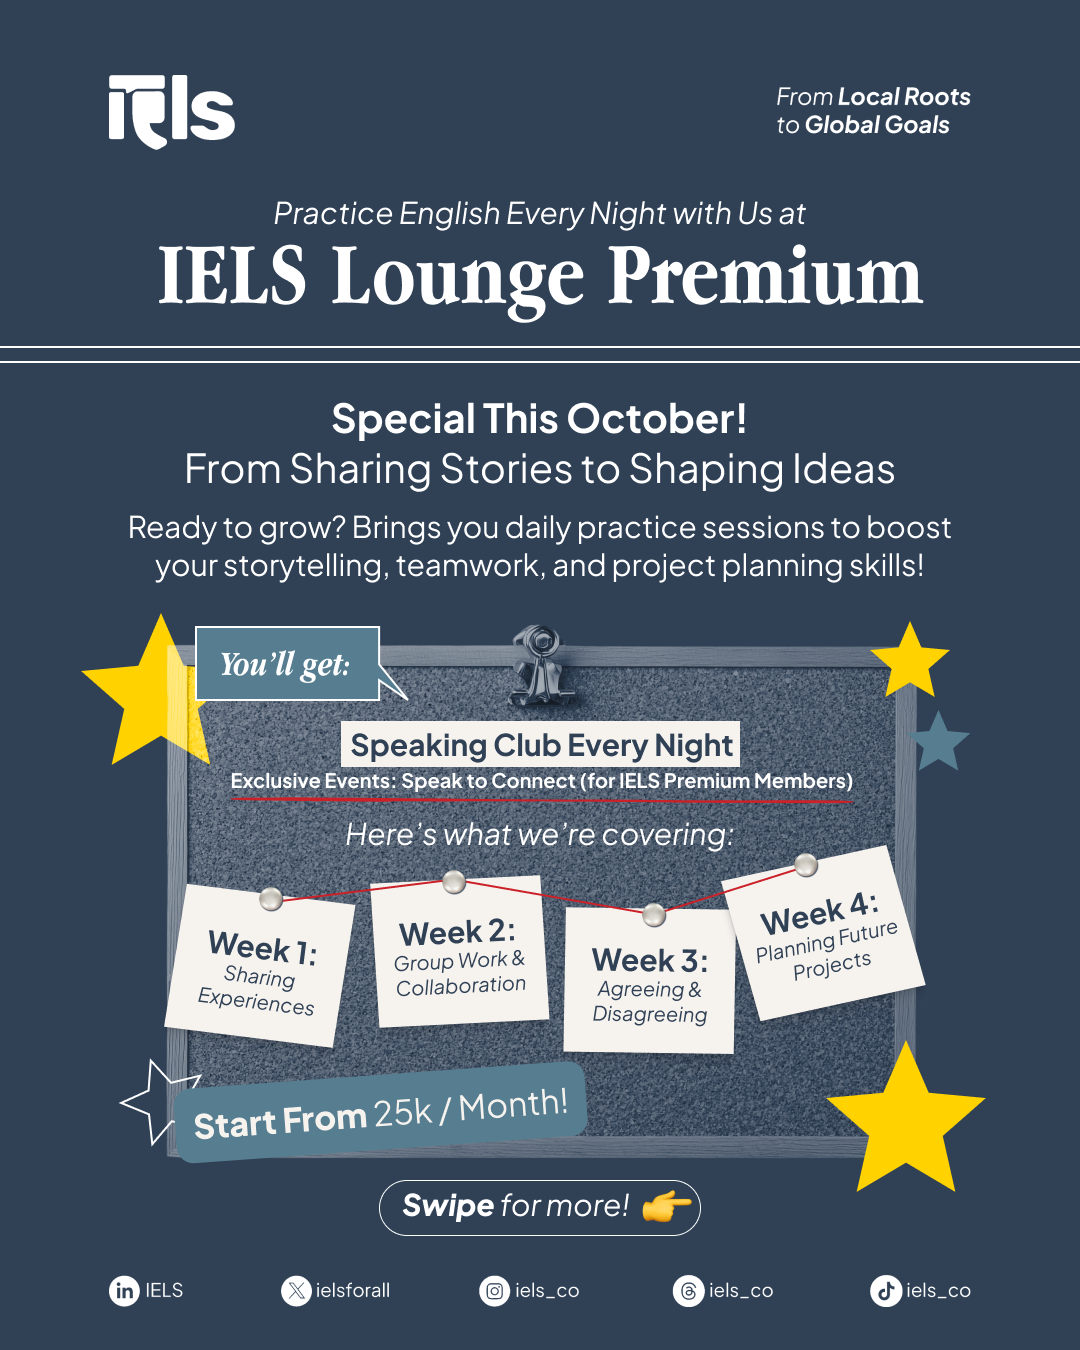 iels
From Local Roots
to Global Goals
Practice English Every Night with Us at
IELS Lounge Premium
Special This October!
From Sharing Stories to Shaping Ideas
Ready to grow? Brings you daily practice sessions to boost
your storytelling, teamwork, and project planning skills!
You'll get:
Speaking Club Every Night
Exclusive Events: Speak to Connect (for IELS Premium Members)
Here's what we're covering:
Week 1:
Sharing
Experiences
Week 2:
Group Work &
Collaboration
Week 3:
Agreeing &
Disagreeing
Week 4:
Planning Future
Projects
Start From 25k / Month!
Swipe for more! 👉
IELS
ielsforall
iels_co
iels_co
iels_co